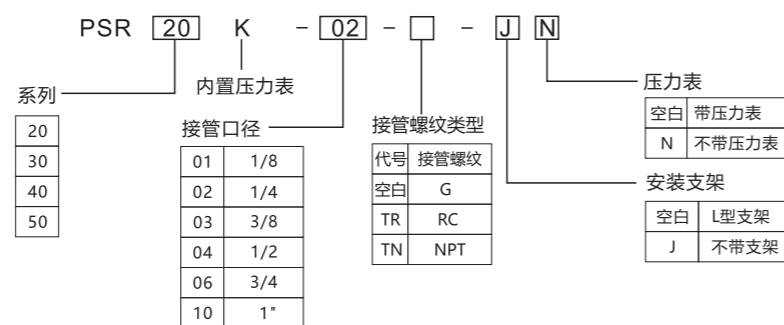 PSR 20 K - 02 - - J N
系列
20
30
40
50
内置压力表
接管口径
01 1/8
02 1/4
03 3/8
04 1/2
06 3/4
10 1"
接管螺纹类型
代号 接管螺纹
空白 G
TR RC
TN NPT
压力表
空白 带压力表
N 不带压力表
安装支架
空白 L型支架
J 不带支架